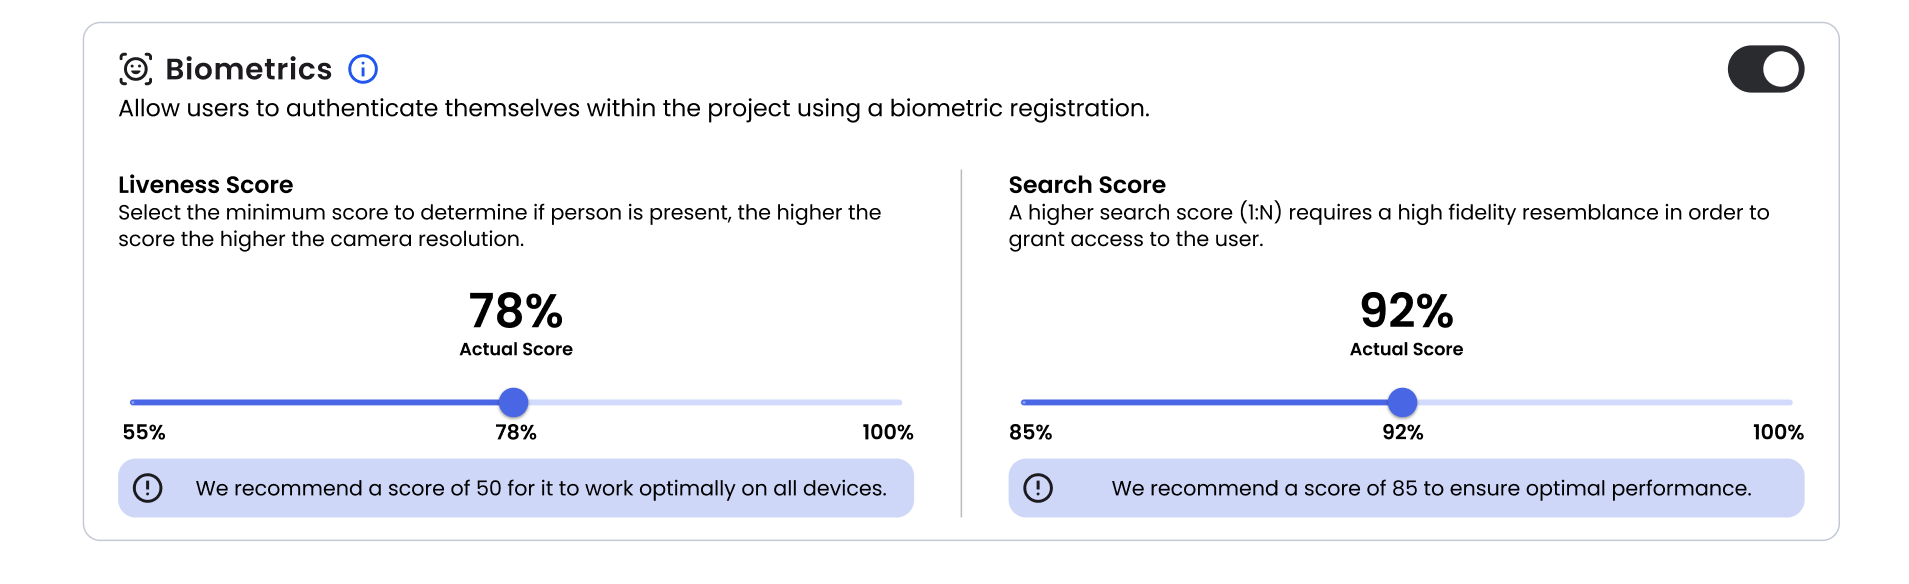 Biometrics
Allow users to authenticate themselves within the project using a biometric registration.
Liveness Score
Select the minimum score to determine if person is present, the higher the
score the higher the camera resolution.
78%
Actual Score
55%
78%
100%
We recommend a score of 50 for it to work optimally on all devices.
Search Score
A higher search score (1:N) requires a high fidelity resemblance in order to
grant access to the user.
92%
Actual Score
85%
92%
100%
We recommend a score of 85 to ensure optimal performance.